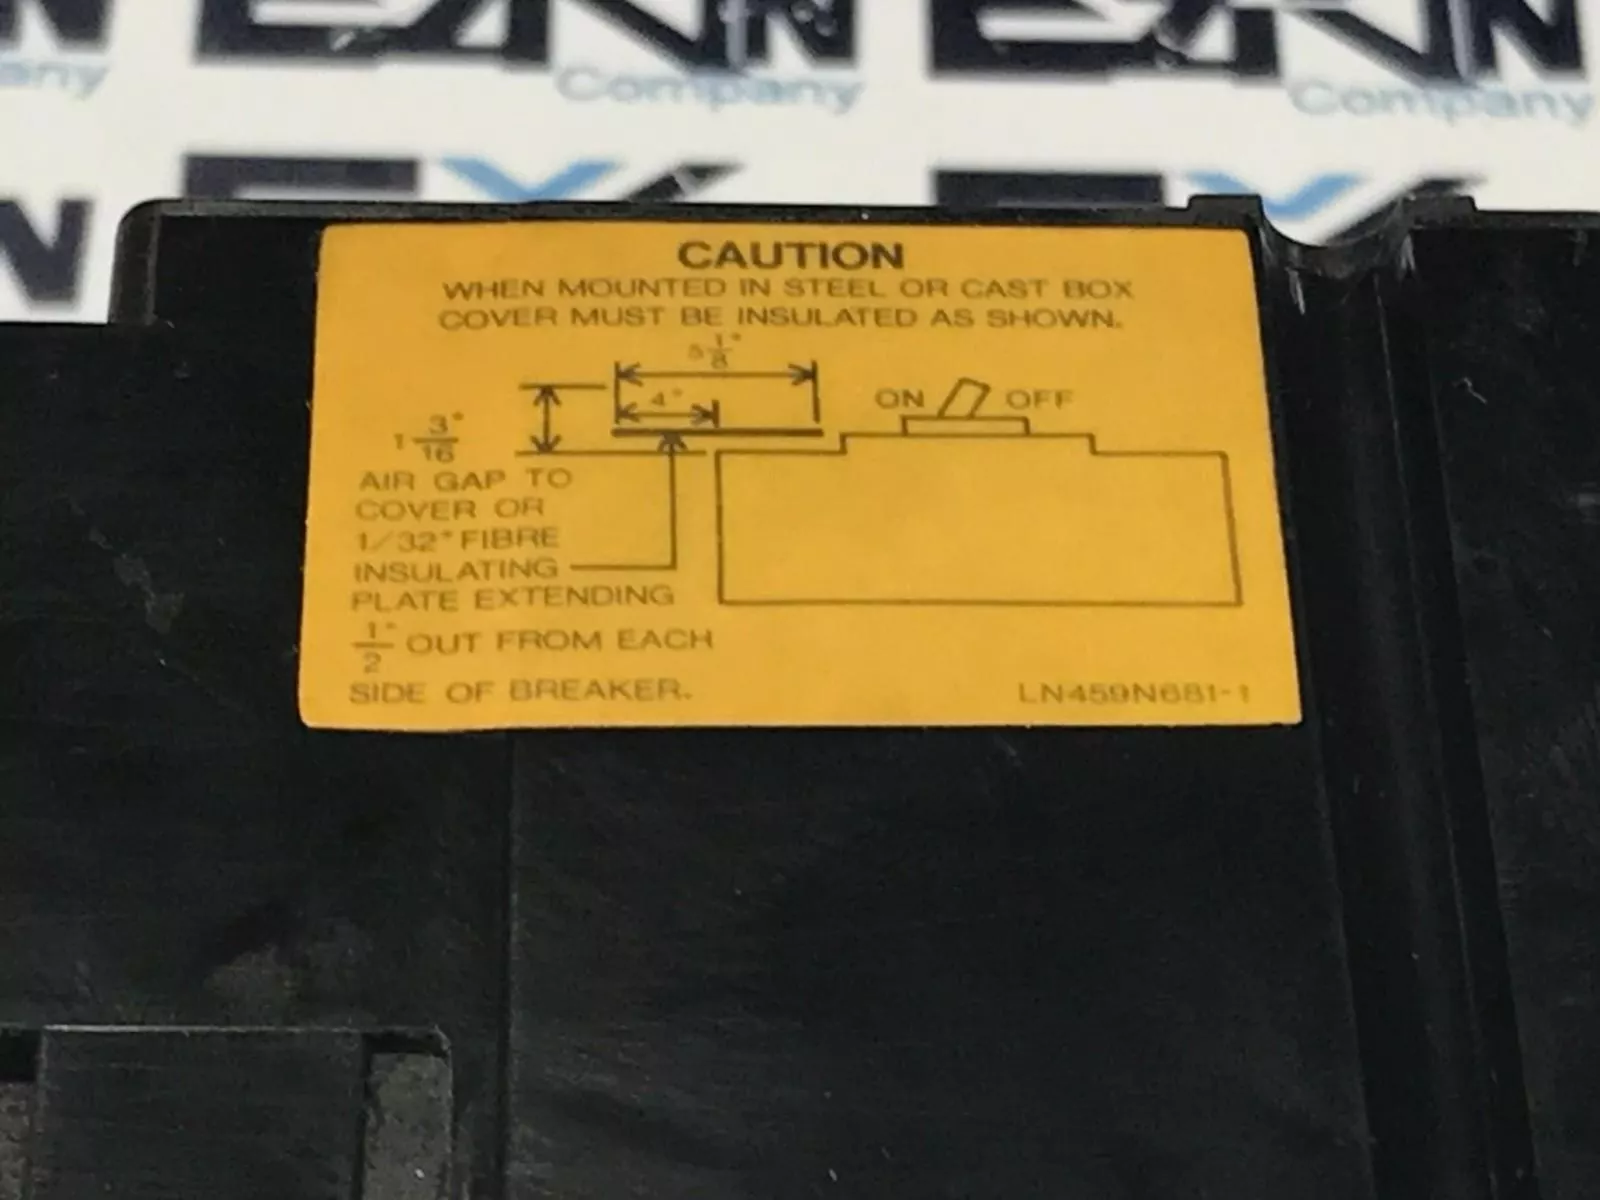 Company
Company
CAUTION
WHEN MOUNTED IN STEEL OR CAST BOX
COVER MUST BE INSULATED AS SHOWN.
5 1/8"
4"
ON OFF
1 3/16"
AIR GAP TO
COVER OR
1/32" FIBRE
INSULATING
PLATE EXTENDING
1/2" OUT FROM EACH
SIDE OF BREAKER.
LN459N681-1